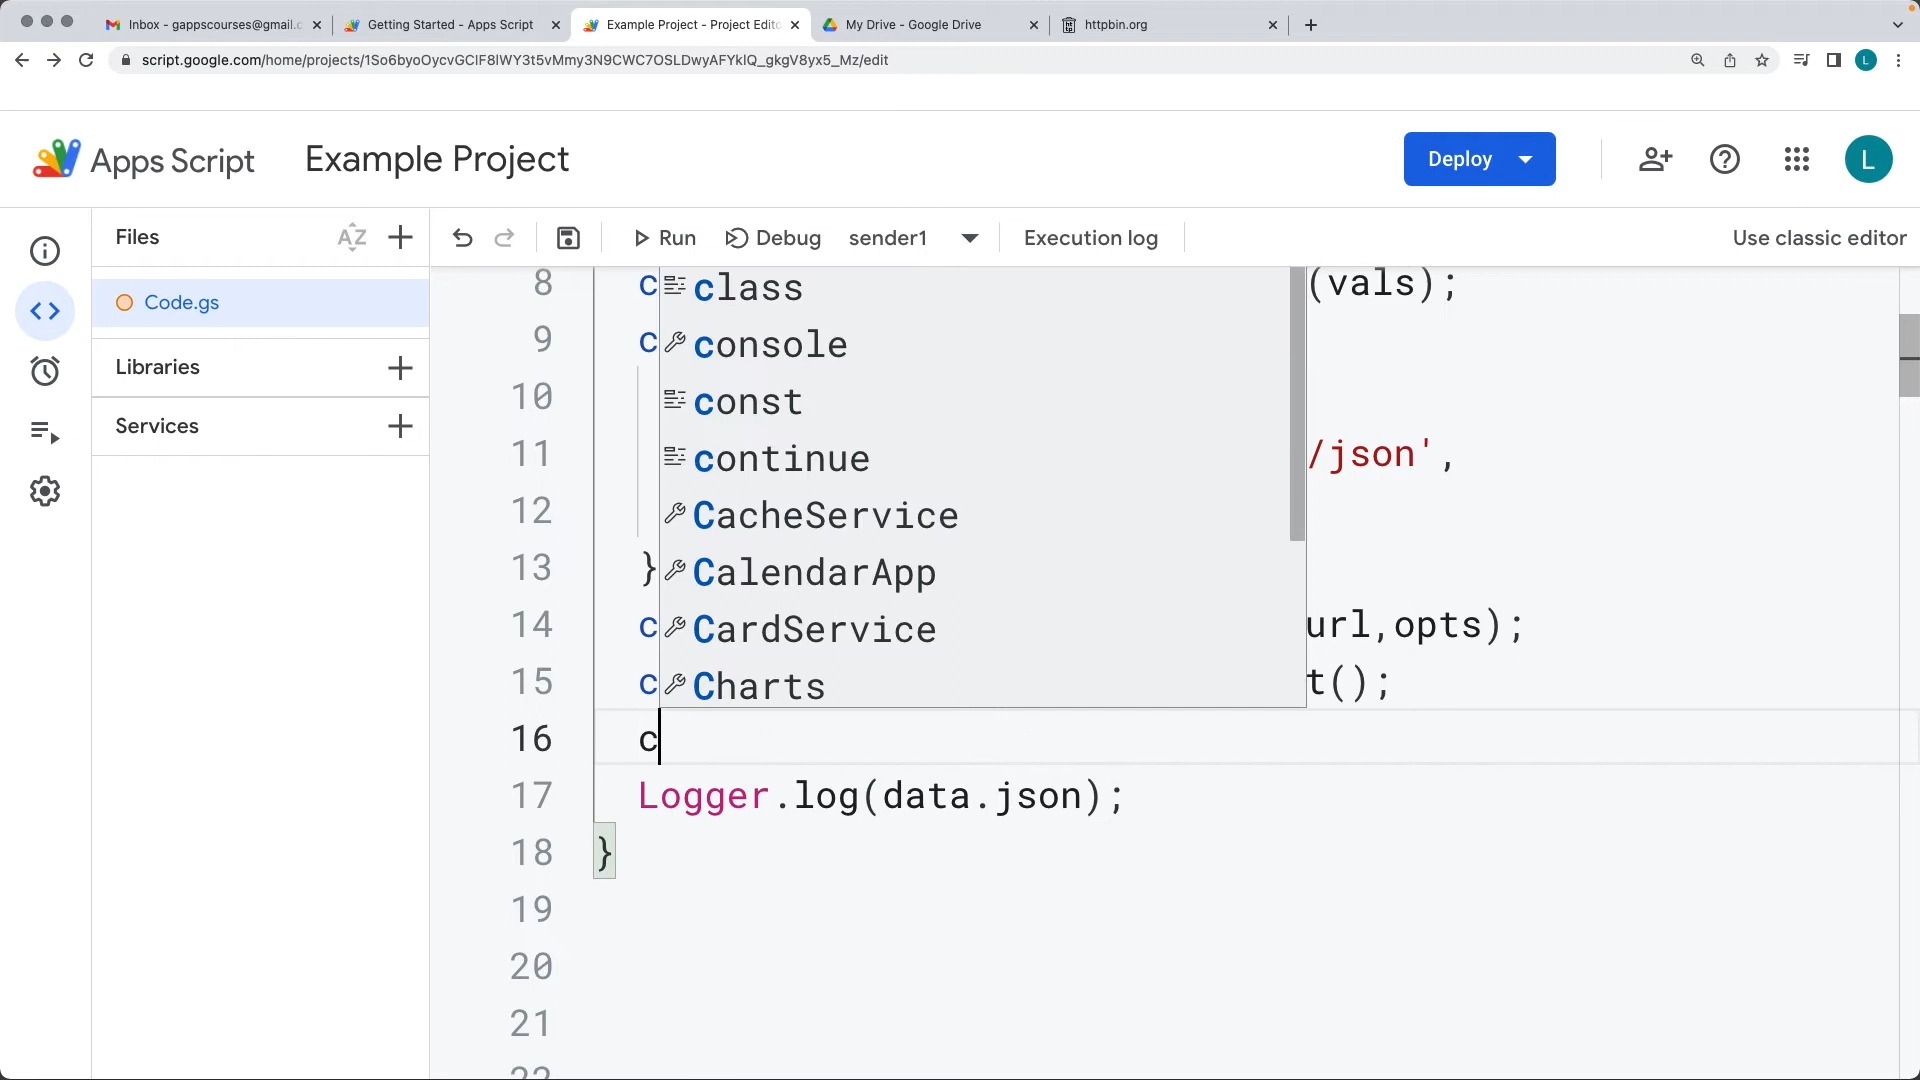 Inbox - gappscourses@gmail.c
Getting Started - Apps Script
Example Project - Project Edito
My Drive - Google Drive
httpbin.org
script.google.com/home/projects/1So6byoOycvGClF8lWY3t5vMmy3N9CWC7OSLDwyAFYklQ_gkgV8yx5_Mz/edit
L
Apps Script
Example Project
Deploy
L
Files
AZ
Run
Debug
sender1
Execution log
Use classic editor
Code.gs
Libraries
Services
8 c (vals);
9 c
10
11 /json',
12
13 }
14 c url,opts);
15 c t();
16 c
17 Logger.log(data.json);
18 }
19
20
21
22
class
console
const
continue
CacheService
CalendarApp
CardService
Charts